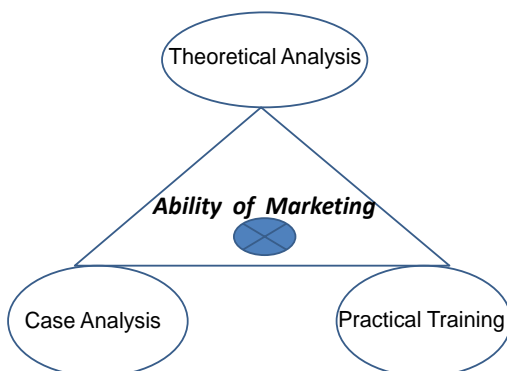 Theoretical Analysis
Ability of Marketing
Case Analysis
Practical Training